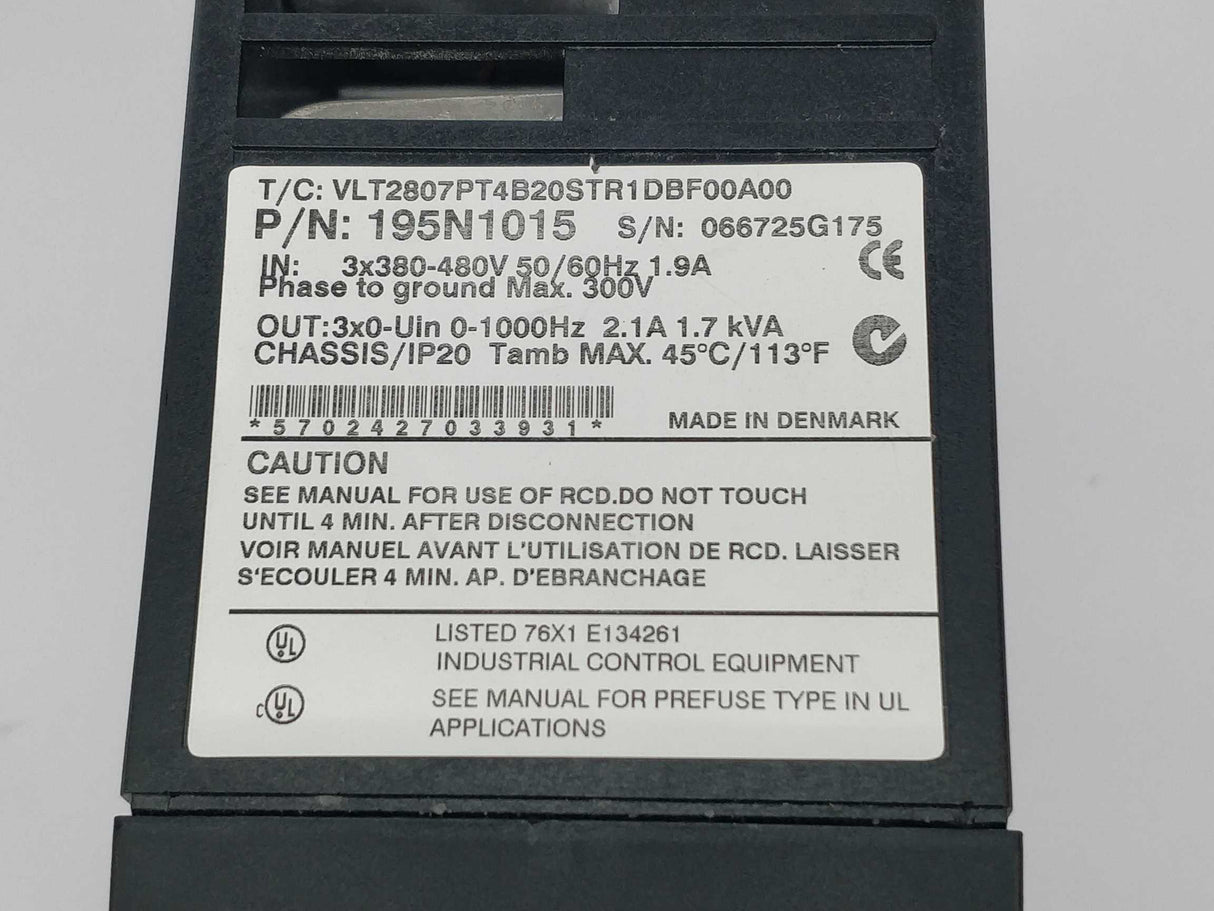 T/C: VLT2807PT4B20STR1DBF00A00
P/N: 195N1015 S/N: 066725G175
IN: 3x380-480V 50/60Hz 1.9A
CE
Phase to ground Max. 300V
OUT:3x0-Uin 0-1000Hz 2.1A 1.7 kVA
CHASSIS/IP20 Tamb MAX. 45°C/113°F
*5702427033931*
MADE IN DENMARK
CAUTION
SEE MANUAL FOR USE OF RCD.DO NOT TOUCH
UNTIL 4 MIN. AFTER DISCONNECTION
VOIR MANUEL AVANT L'UTILISATION DE RCD. LAISSER
S'ECOULER 4 MIN. AP. D'EBRANCHAGE
UL
LISTED 76X1 E134261
INDUSTRIAL CONTROL EQUIPMENT
c UL
SEE MANUAL FOR PREFUSE TYPE IN UL
APPLICATIONS